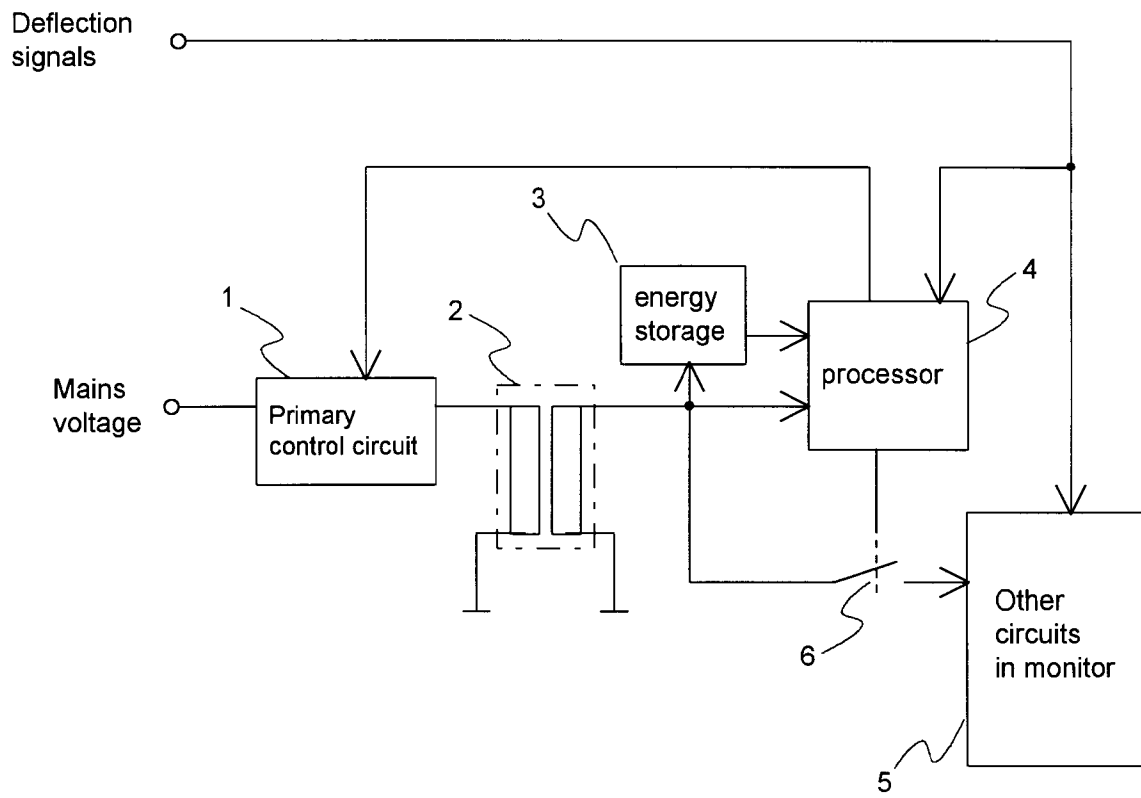 Deflection
signals
3
energy
storage
4
1
2
processor
Mains
voltage
Primary
control circuit
6
Other
circuits
in monitor
5